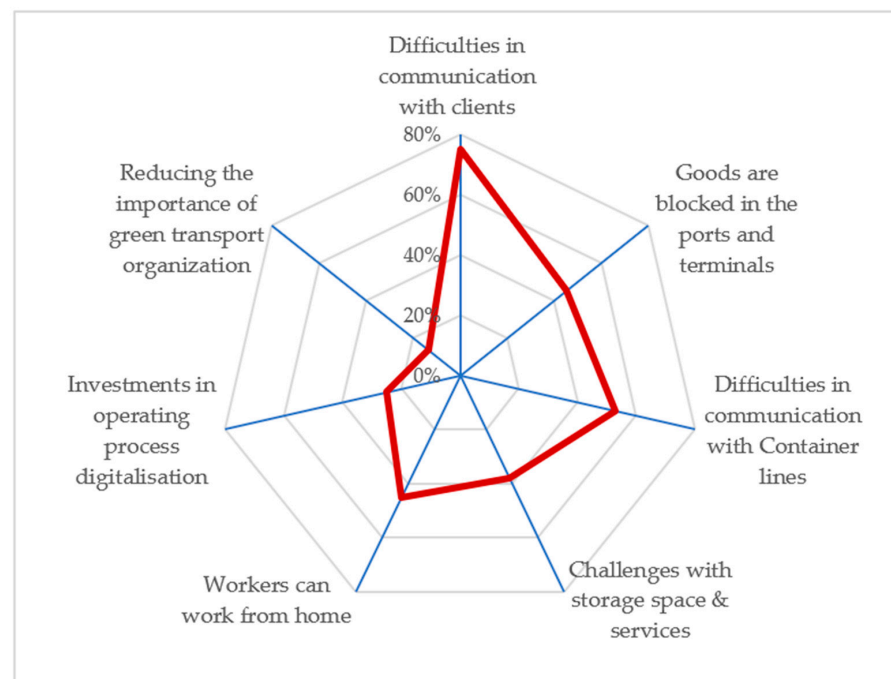 Difficulties in
communication
with clients
80%
60%
40%
20%
0%
Goods are
blocked in the
ports and
terminals
Difficulties in
communication
with Container
lines
Challenges with
storage space &
services
Workers can
work from home
Investments in
operating
process
digitalisation
Reducing the
importance of
green transport
organization